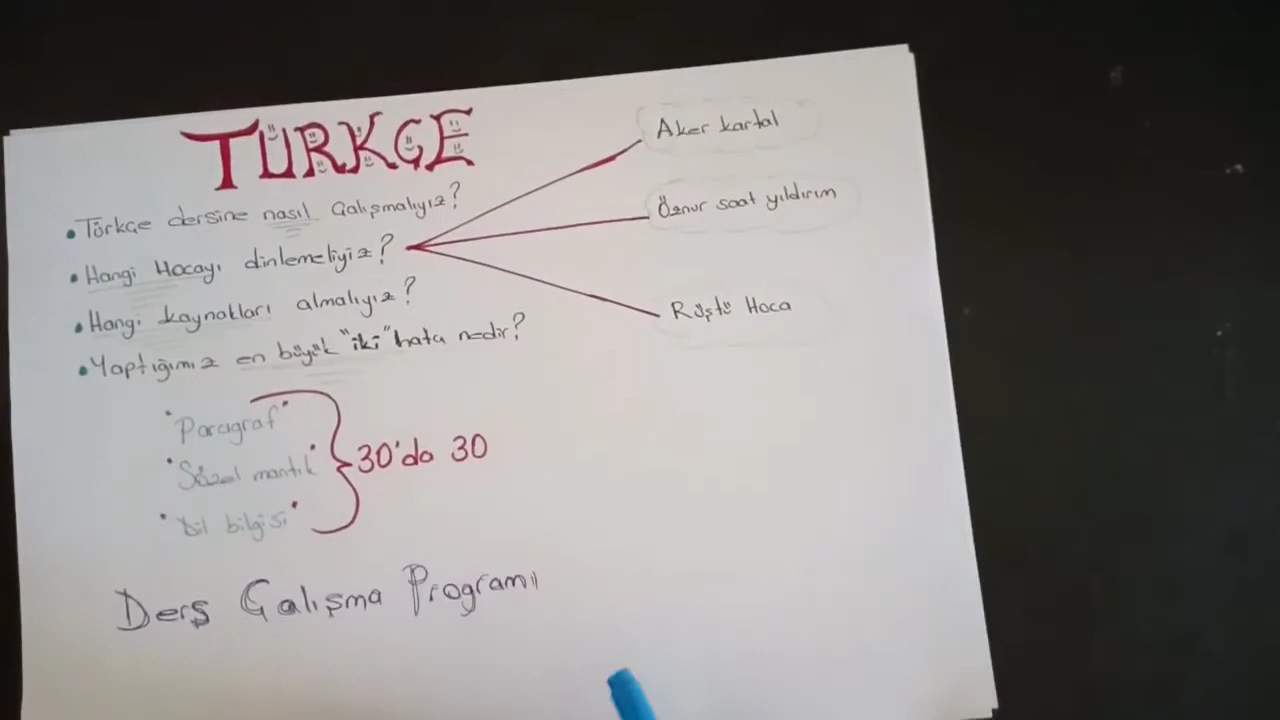 TÜRKÇE
• Türkçe dersine nasıl Çalışmalıyız?
• Hangi Hocayı dinlemeliyiz?
• Hangi kaynakları almalıyız?
• Yaptığımız en büyük "iki" hata nedir?
Aker kartal
Öznur saat yıldırım
Rüştü Hoca
"Paragraf"
"Sözel mantık"
"Dil bilgisi"
30'da 30
Ders Çalışma Programı